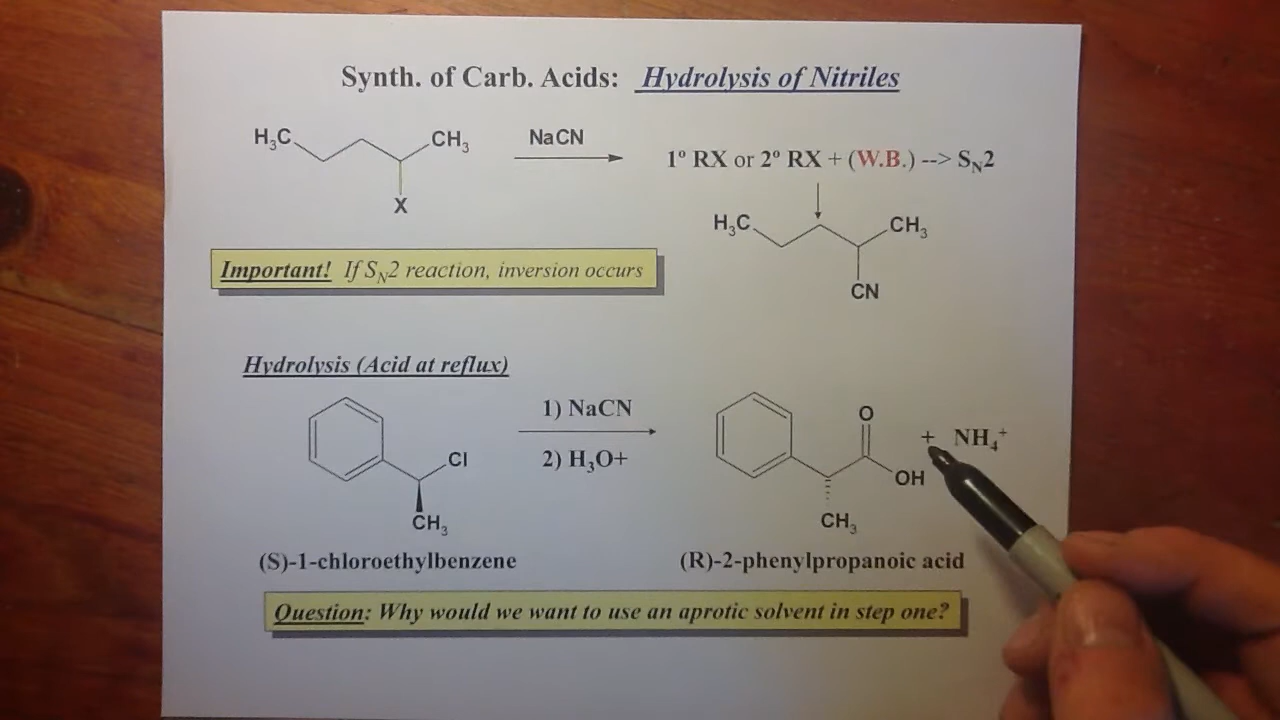 Synth. of Carb. Acids: Hydrolysis of Nitriles
H₃C CH₃ NaCN
X
1º RX or 2º RX + (W.B.) --> SN2
H₃C CH₃
CN
Important! If SN2 reaction, inversion occurs
Hydrolysis (Acid at reflux)
Cl
CH₃
1) NaCN
2) H₃O+
O
OH
CH₃
+ NH₄⁺
(S)-1-chloroethylbenzene
(R)-2-phenylpropanoic acid
Question: Why would we want to use an aprotic solvent in step one?